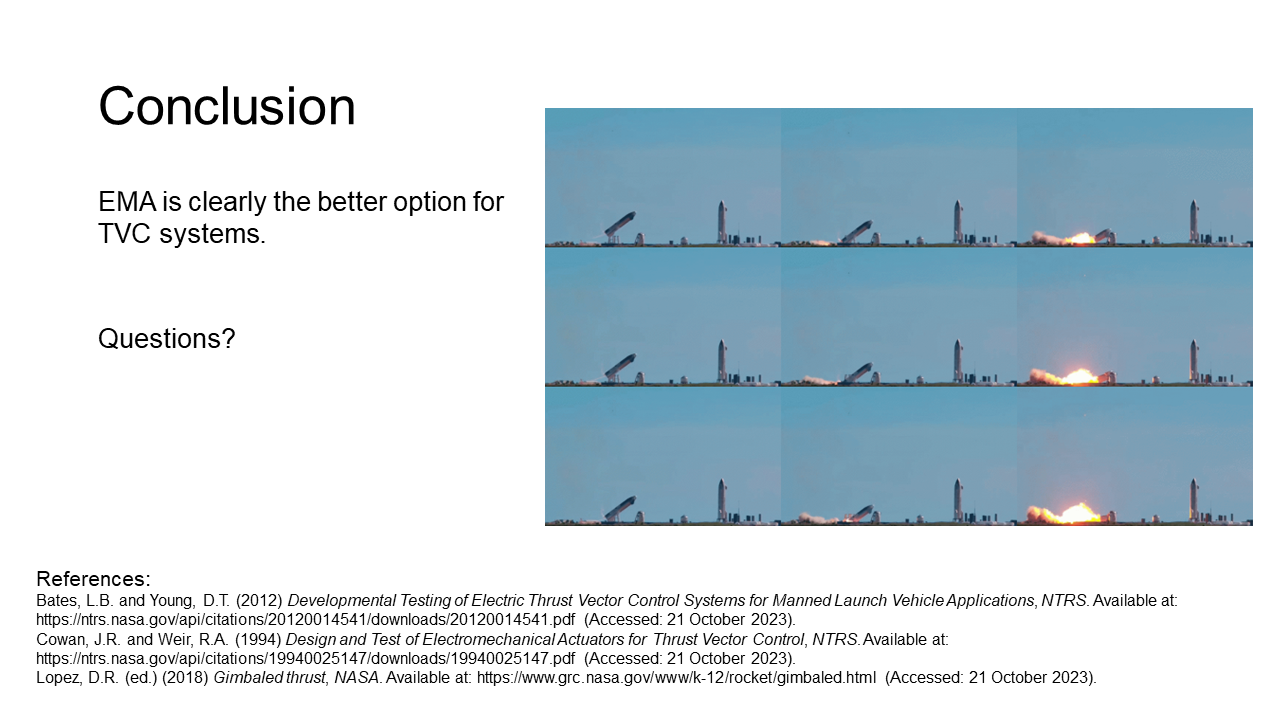 Conclusion
EMA is clearly the better option for
TVC systems.
Questions?
References:
Bates, L.B. and Young, D.T. (2012) Developmental Testing of Electric Thrust Vector Control Systems for Manned Launch Vehicle Applications, NTRS. Available at:
https://ntrs.nasa.gov/api/citations/20120014541/downloads/20120014541.pdf (Accessed: 21 October 2023).
Cowan, J.R. and Weir, R.A. (1994) Design and Test of Electromechanical Actuators for Thrust Vector Control, NTRS. Available at:
https://ntrs.nasa.gov/api/citations/19940025147/downloads/19940025147.pdf (Accessed: 21 October 2023).
Lopez, D.R. (ed.) (2018) Gimbaled thrust, NASA. Available at: https://www.grc.nasa.gov/www/k-12/rocket/gimbaled.html (Accessed: 21 October 2023).